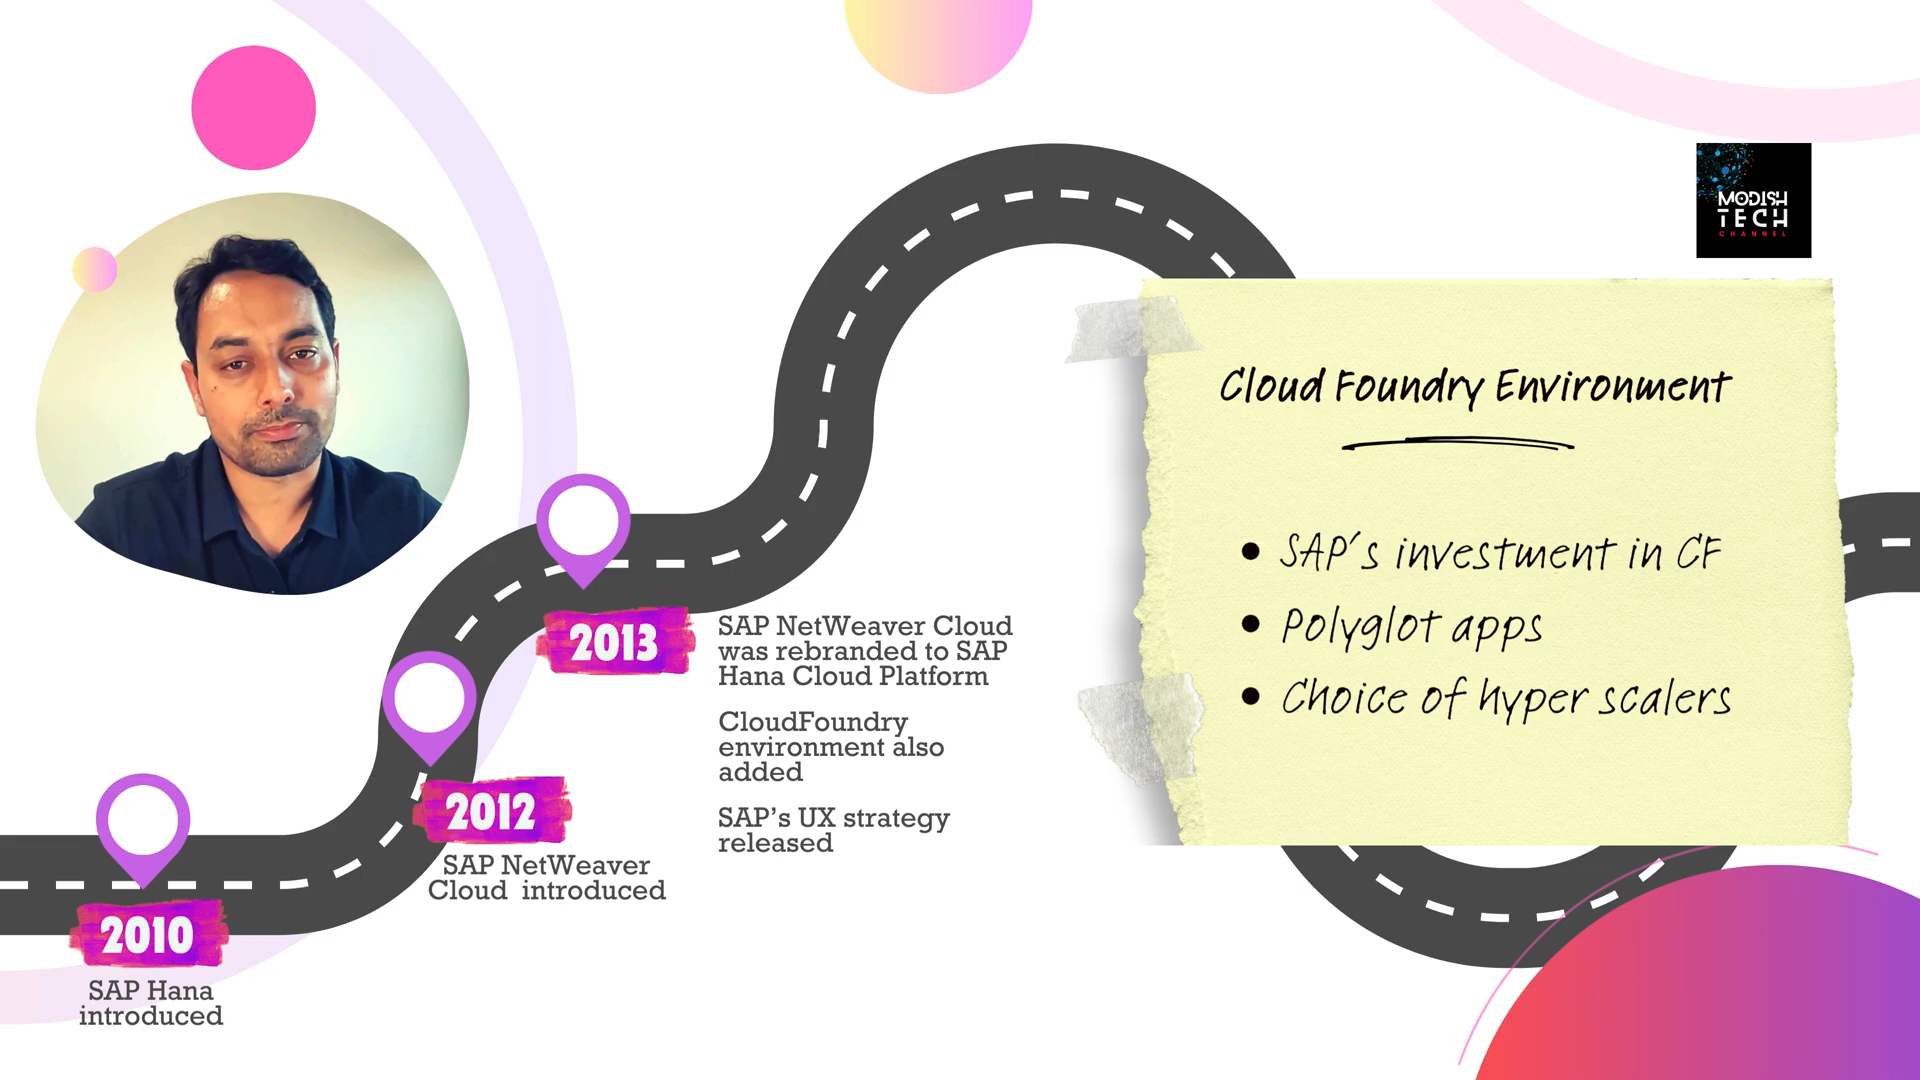 MODISH
TECH
CHANNEL
Cloud Foundry Environment
• SAP's investment in CF
• Polyglot apps
• Choice of hyper scalers
2013
SAP NetWeaver Cloud
was rebranded to SAP
Hana Cloud Platform
CloudFoundry
environment also
added
SAP's UX strategy
released
2012
SAP NetWeaver
Cloud introduced
2010
SAP Hana
introduced